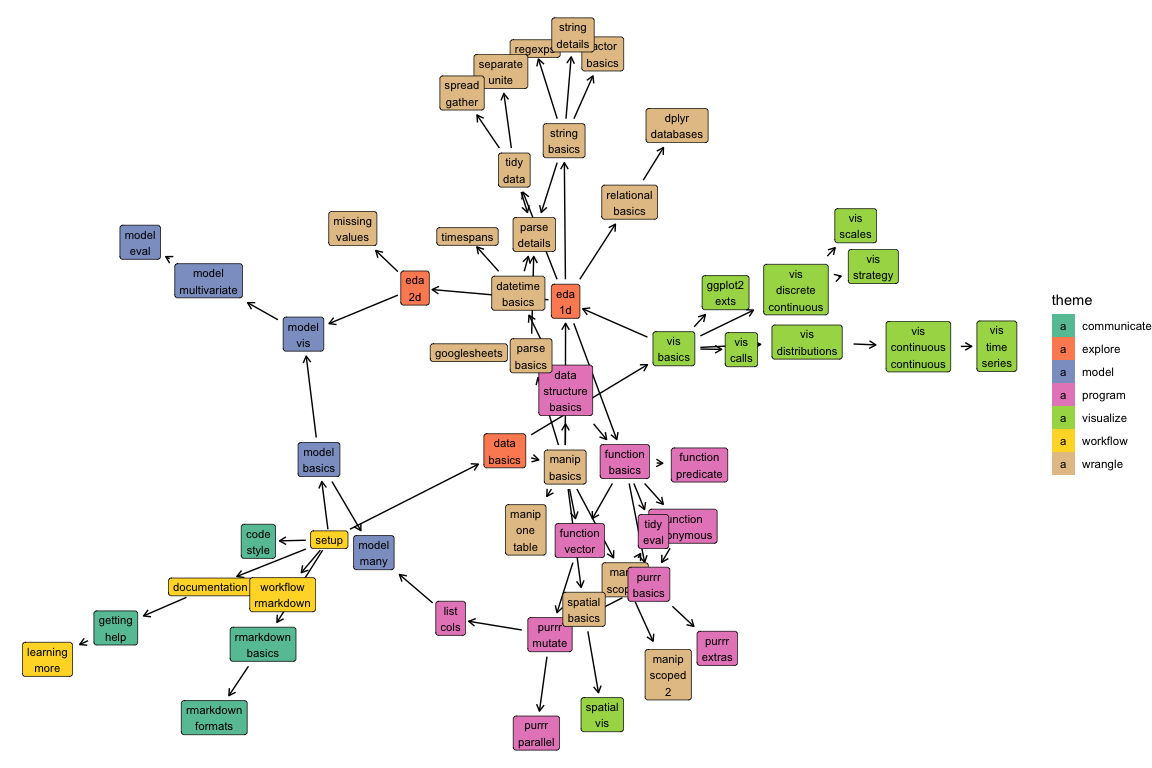 string
details
regexps
actor
basics
separate
unite
spread
gather
dplyr
databases
string
basics
tidy
data
relational
basics
missing
values
timespans
parse
details
vis
scales
model
eval
model
multivariate
vis
strategy
eda
2d
datetime
basics
eda
1d
ggplot2
exts
vis
discrete
continuous
model
vis
vis
basics
vis
calls
vis
distributions
vis
continuous
continuous
vis
time
series
googlesheets
parse
basics
data
structure
basics
data
basics
model
basics
manip
basics
function
basics
function
predicate
manip
one
table
code
style
setup
model
many
function
vector
tidy
eval
unction
onymous
documentation
workflow
rmarkdown
purrr
basics
spatial
basics
getting
help
list
cols
purrr
mutate
rmarkdown
basics
learning
more
manip
scoped
2
purrr
extras
rmarkdown
formats
spatial
vis
purrr
parallel
theme
a communicate
a explore
a model
a program
a visualize
a workflow
a wrangle